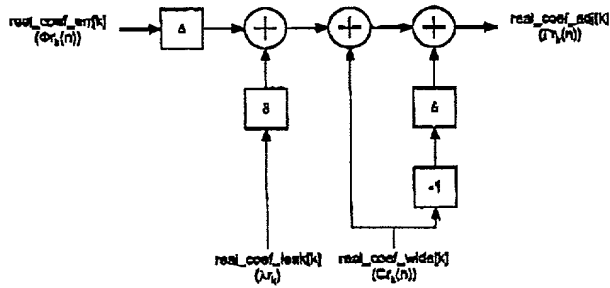 real_coef_err[k]
(Φr_k(n))
Δ
+
+
+
real_coef_adj[k]
(Γr_k(n))
δ
-1
real_coef_leak[k]
(λr_k)
real_coef_wide[k]
(Cr_k(n))